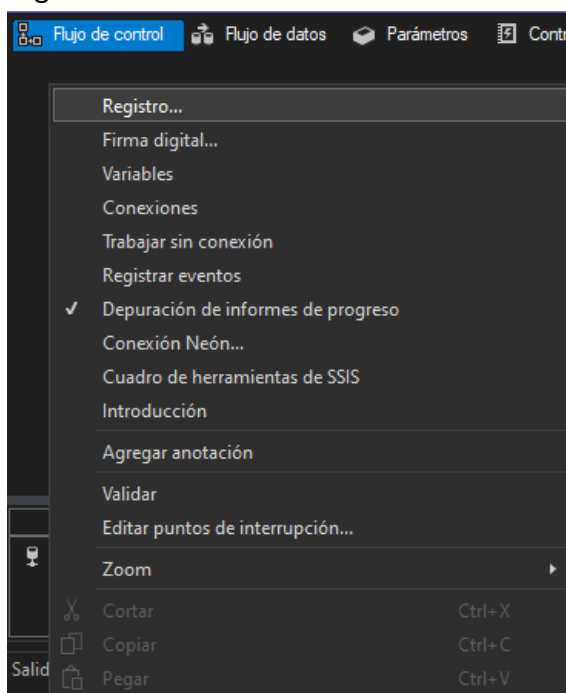 Flujo de control Flujo de datos Parámetros Contr
Registro...
Firma digital...
Variables
Conexiones
Trabajar sin conexión
Registrar eventos
Depuración de informes de progreso
Conexión Neón...
Cuadro de herramientas de SSIS
Introducción
Agregar anotación
Validar
Editar puntos de interrupción...
Zoom
Cortar Ctrl+X
Copiar Ctrl+C
Salid
Pegar Ctrl+V